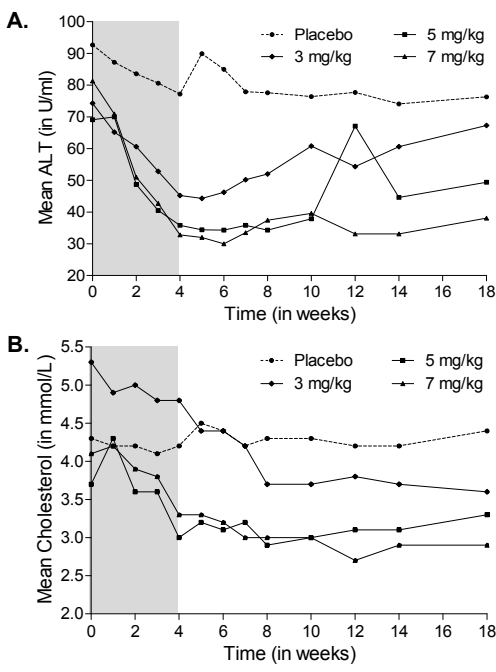 A.
Placebo 5 mg/kg
3 mg/kg 7 mg/kg
Mean ALT (in U/ml)
100
90
80
70
60
50
40
30
20
0 2 4 6 8 10 12 14 16 18
Time (in weeks)
B.
Placebo 5 mg/kg
3 mg/kg 7 mg/kg
Mean Cholesterol (in mmol/L)
5.5
5.0
4.5
4.0
3.5
3.0
2.5
2.0
0 2 4 6 8 10 12 14 16 18
Time (in weeks)